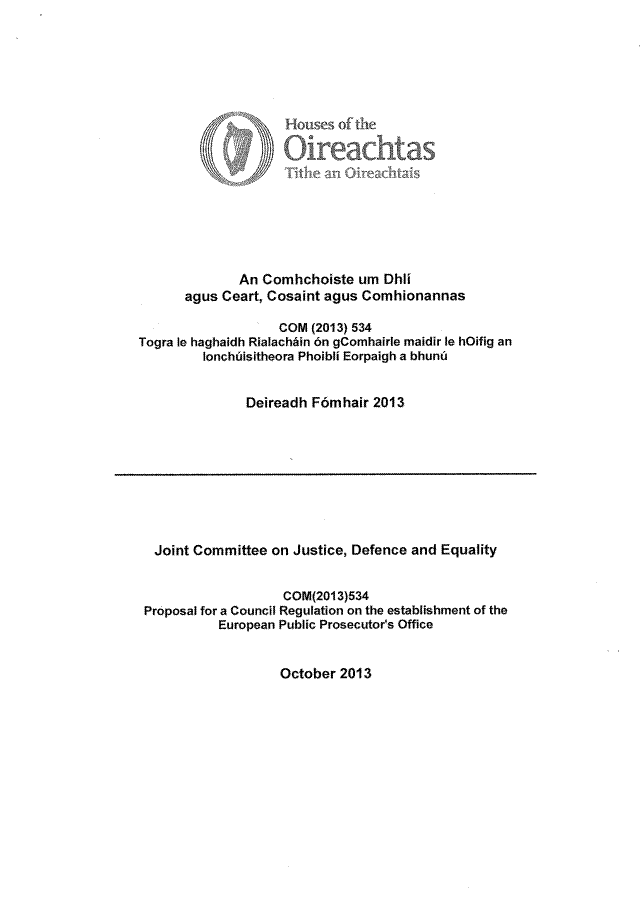 Houses of the
Oireachtas
Tithe an Oireachtais
An Comhchoiste um Dhlí
agus Ceart, Cosaint agus Comhionannas
COM (2013) 534
Togra le haghaidh Rialacháin ón gComhairle maidir le hOifig an
Ionchúisitheora Phoiblí Eorpaigh a bhunú
Deireadh Fómhair 2013
Joint Committee on Justice, Defence and Equality
COM(2013)534
Proposal for a Council Regulation on the establishment of the
European Public Prosecutor's Office
October 2013